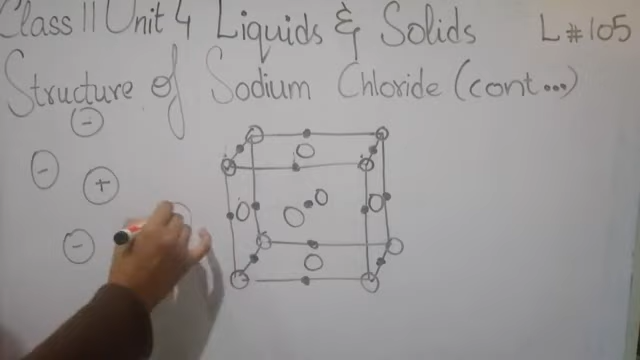 Class 11 Unit 4 Liquids & Solids L#105
Structure of Sodium Chloride (cont...)
-
-
+
-